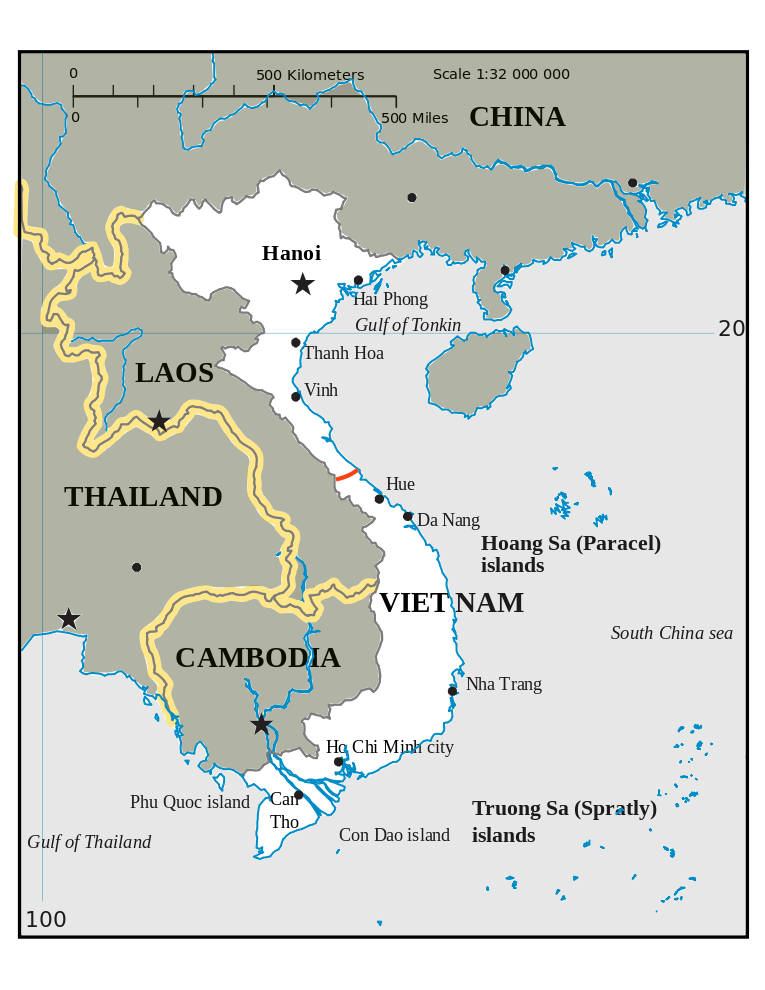 0
500 Kilometers
Scale 1:32 000 000
0
500 Miles
CHINA
Hanoi
Hai Phong
Gulf of Tonkin
20
Thanh Hoa
LAOS
Vinh
THAILAND
Hue
Da Nang
Hoang Sa (Paracel)
islands
VIET NAM
South China sea
CAMBODIA
Nha Trang
Ho Chi Minh city
Phu Quoc island
Can
Tho
Truong Sa (Spratly)
islands
Con Dao island
Gulf of Thailand
100